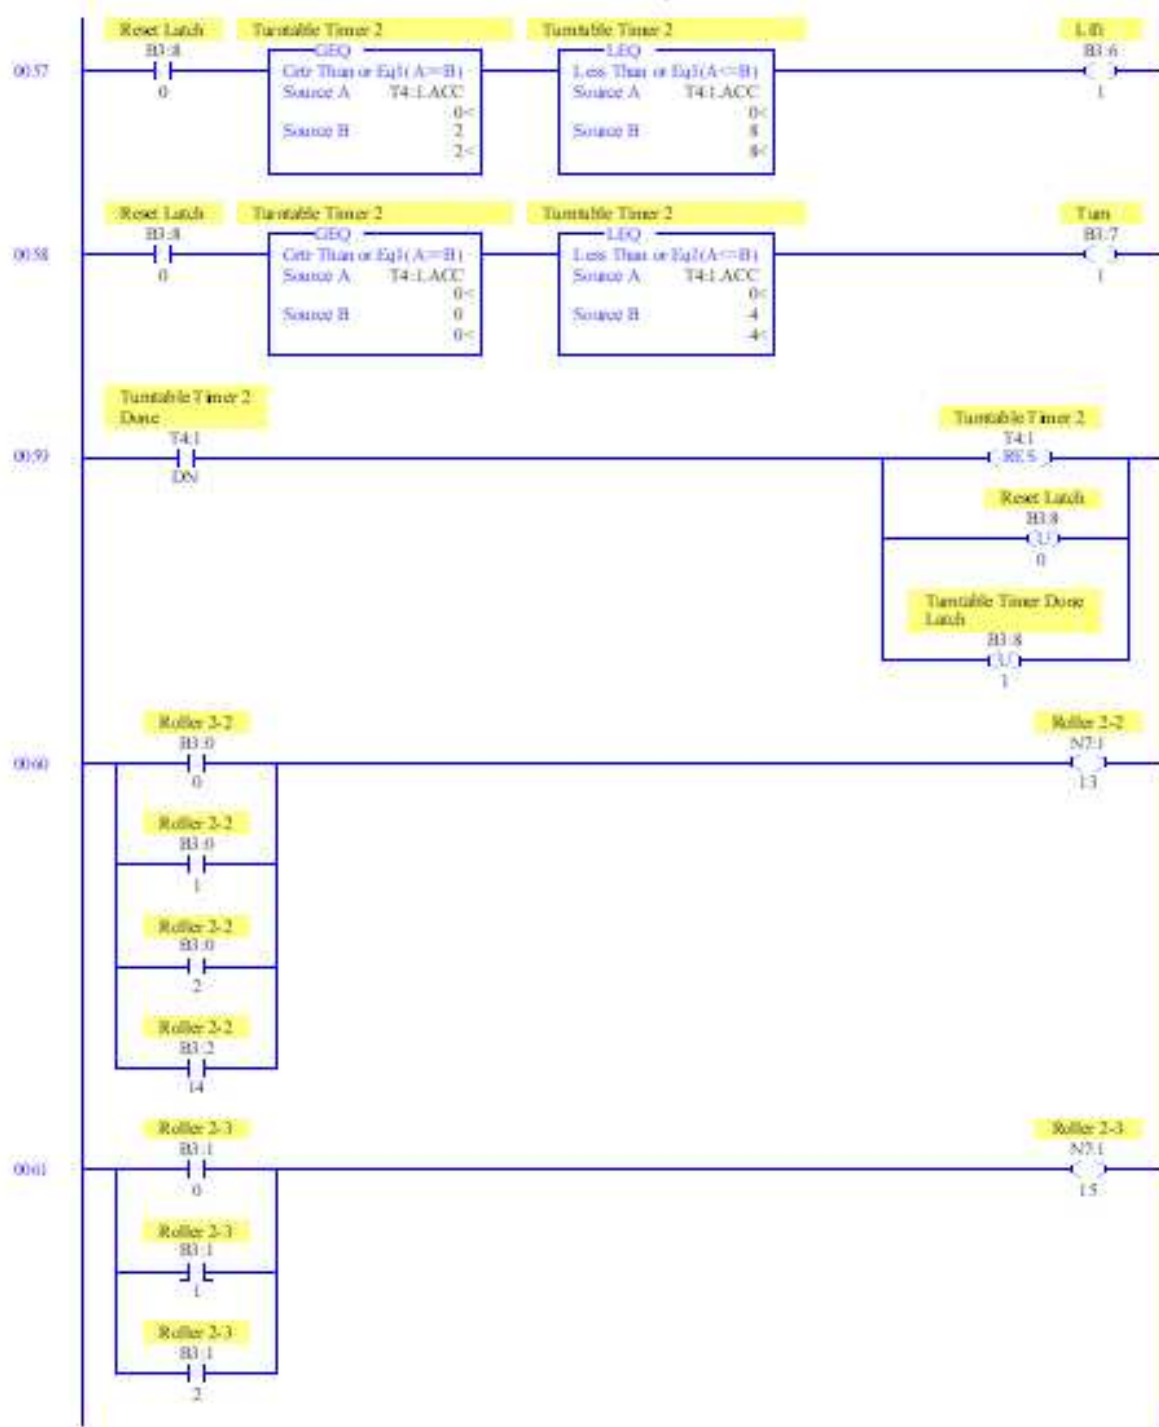 Reset Latch
B3:8
0
Turntable Timer 2
GEQ
Grtr Than or Eql (A>=B)
Source A T4:1.ACC
0<
Source B 2
2<
Turntable Timer 2
LEQ
Less Than or Eql (A<=B)
Source A T4:1.ACC
0<
Source B 8
8<
Lift
B3:6
1
0057
Reset Latch
B3:8
0
Turntable Timer 2
GEQ
Grtr Than or Eql (A>=B)
Source A T4:1.ACC
0<
Source B 0
0<
Turntable Timer 2
LEQ
Less Than or Eql (A<=B)
Source A T4:1.ACC
0<
Source B 4
4<
Turn
B3:7
1
0058
Turntable Timer 2
Done
T4:1
DN
0059
Turntable Timer 2
T4:1
RES
Reset Latch
B3:8
U
0
Turntable Timer Done
Latch
B3:8
U
1
Roller 2-2
B3:0
0
0060
Roller 2-2
N7:1
13
Roller 2-2
B3:0
1
Roller 2-2
B3:0
2
Roller 2-2
B3:2
14
Roller 2-3
B3:1
0
0061
Roller 2-3
N7:1
15
Roller 2-3
B3:1
1
Roller 2-3
B3:1
2